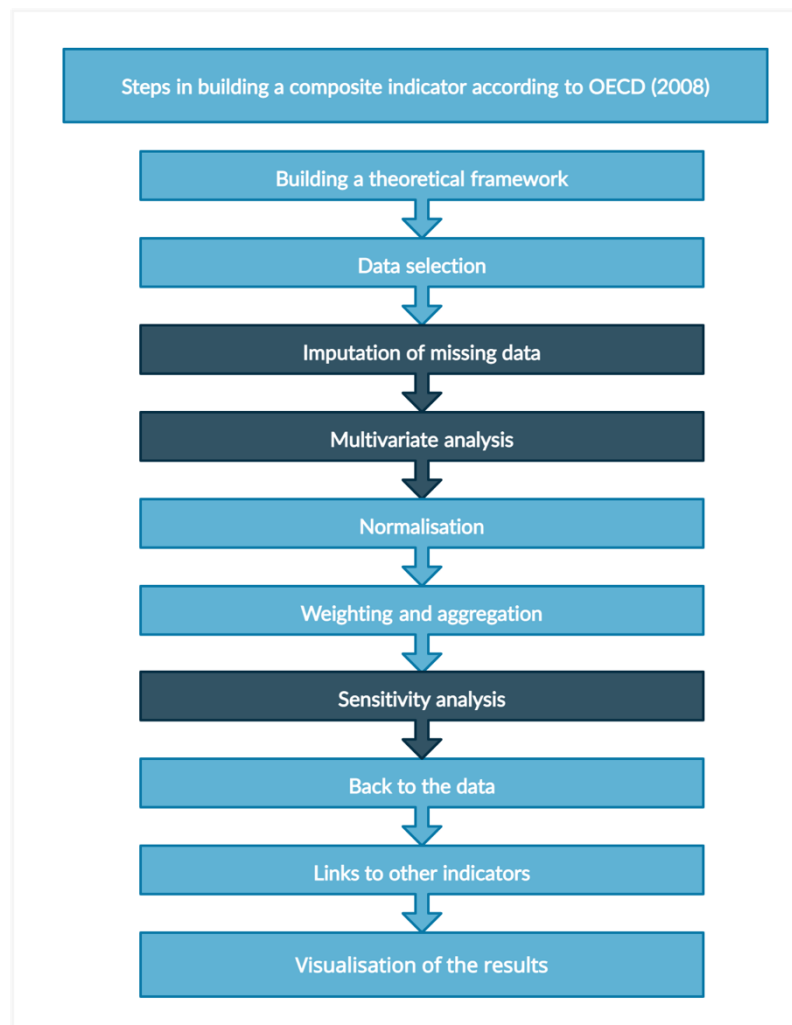 Steps in building a composite indicator according to OECD (2008)
Building a theoretical framework
Data selection
Imputation of missing data
Multivariate analysis
Normalisation
Weighting and aggregation
Sensitivity analysis
Back to the data
Links to other indicators
Visualisation of the results